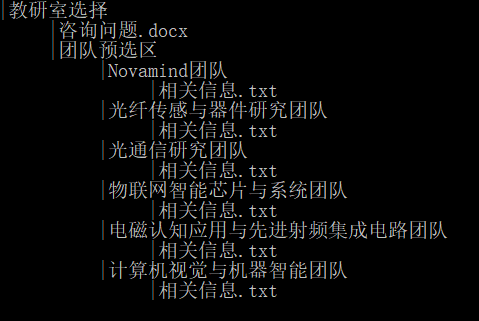 教研室选择
咨询问题.docx
团队预选区
Novamind团队
相关信息.txt
光纤传感与器件研究团队
相关信息.txt
光通信研究团队
相关信息.txt
物联网智能芯片与系统团队
相关信息.txt
电磁认知应用与先进射频集成电路团队
相关信息.txt
计算机视觉与机器智能团队
相关信息.txt